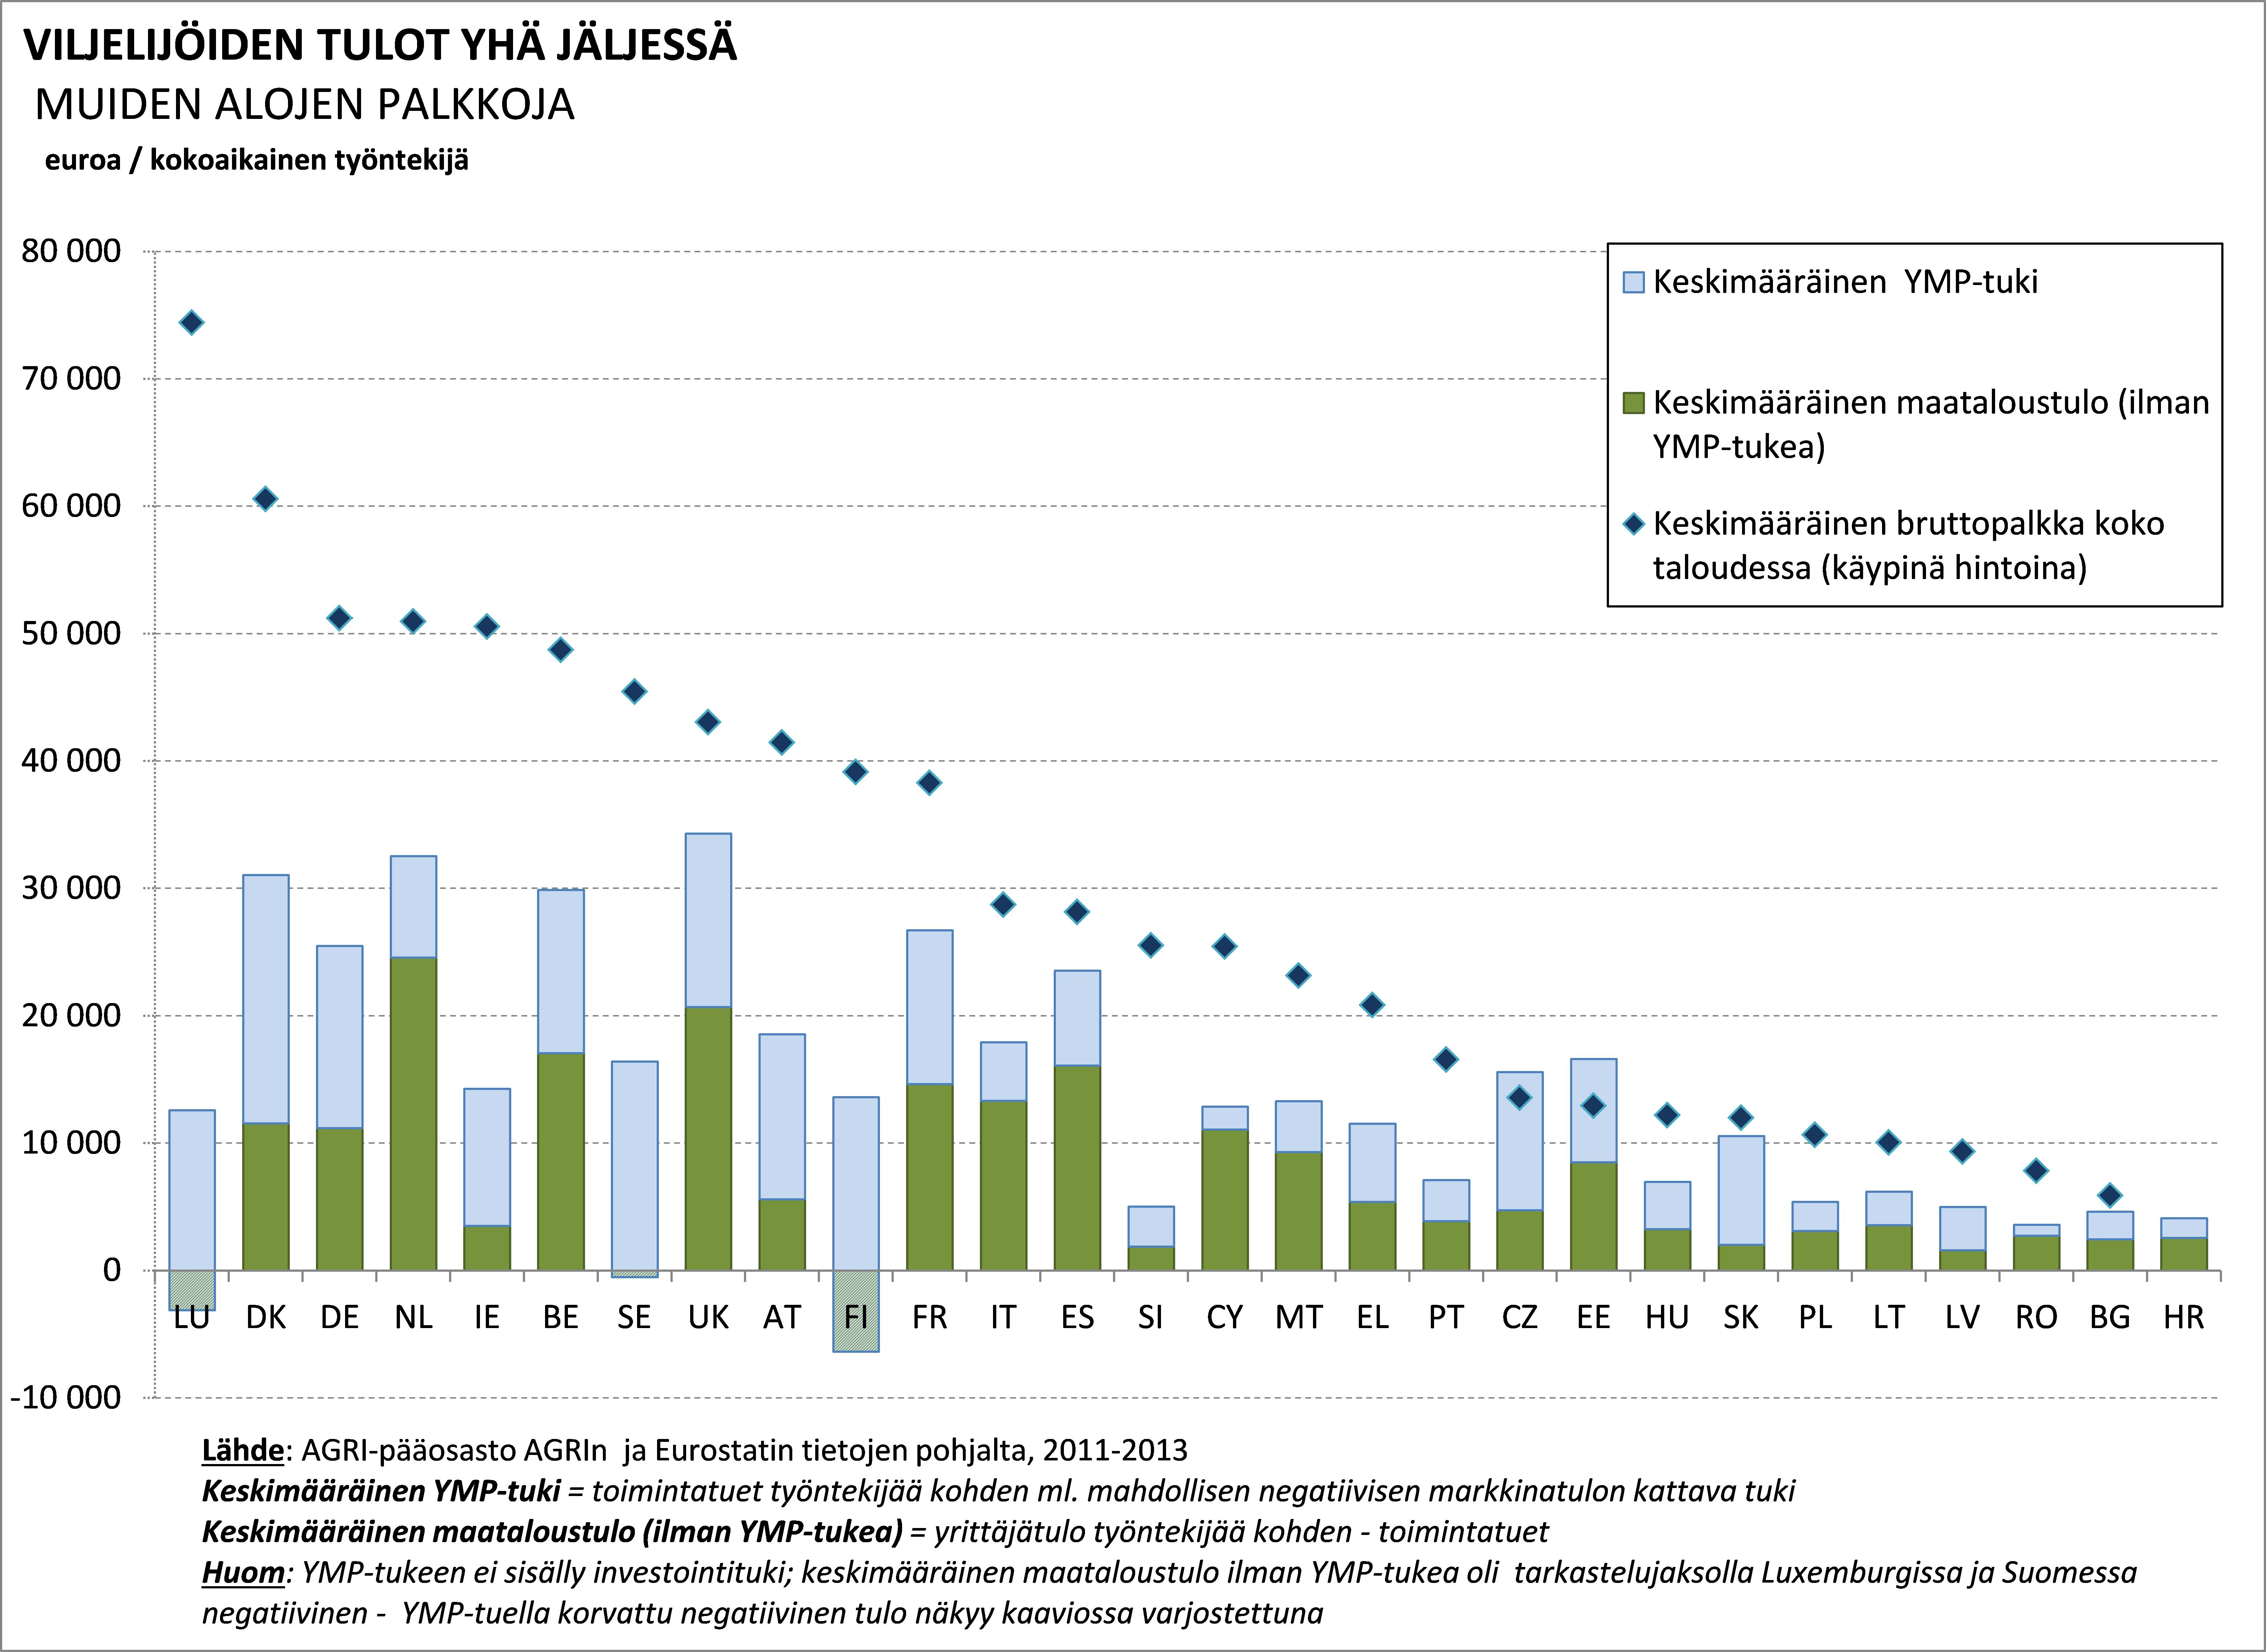 VILJELIJÖIDEN TULOT YHÄ JÄLJESSÄ
MUIDEN ALOJEN PALKKOJA
euroa / kokoaikainen työntekijä
80 000
70 000
60 000
50 000
40 000
30 000
20 000
10 000
0
-10 000
Keskimääräinen YMP-tuki
Keskimääräinen maataloustulo (ilman
YMP-tukea)
Keskimääräinen bruttopalkka koko
taloudessa (käypinä hintoina)
LU DK DE NL IE BE SE UK AT FI FR IT ES SI CY MT EL PT CZ EE HU SK PL LT LV RO BG HR
Lähde: AGRI-pääosasto AGRIn ja Eurostatin tietojen pohjalta, 2011-2013
Keskimääräinen YMP-tuki = toimintatuet työntekijää kohden ml. mahdollisen negatiivisen markkinatulon kattava tuki
Keskimääräinen maataloustulo (ilman YMP-tukea) = yrittäjätulo työntekijää kohden - toimintatuet
Huom: YMP-tukeen ei sisälly investointituki; keskimääräinen maataloustulo ilman YMP-tukea oli tarkastelujaksolla Luxemburgissa ja Suomessa
negatiivinen - YMP-tuella korvattu negatiivinen tulo näkyy kaaviossa varjostettuna